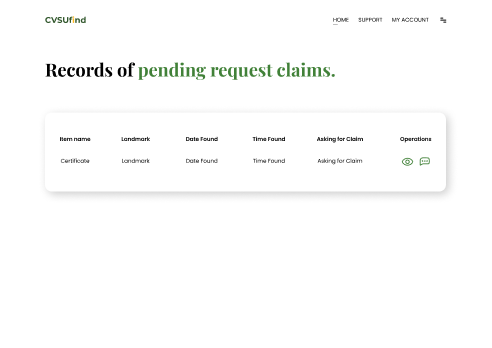 CVSUfind HOME SUPPORT MY ACCOUNT
Records of pending request claims.
Item name Landmark Date Found Time Found Asking for Claim Operations
Certificate Landmark Date Found Time Found Asking for Claim